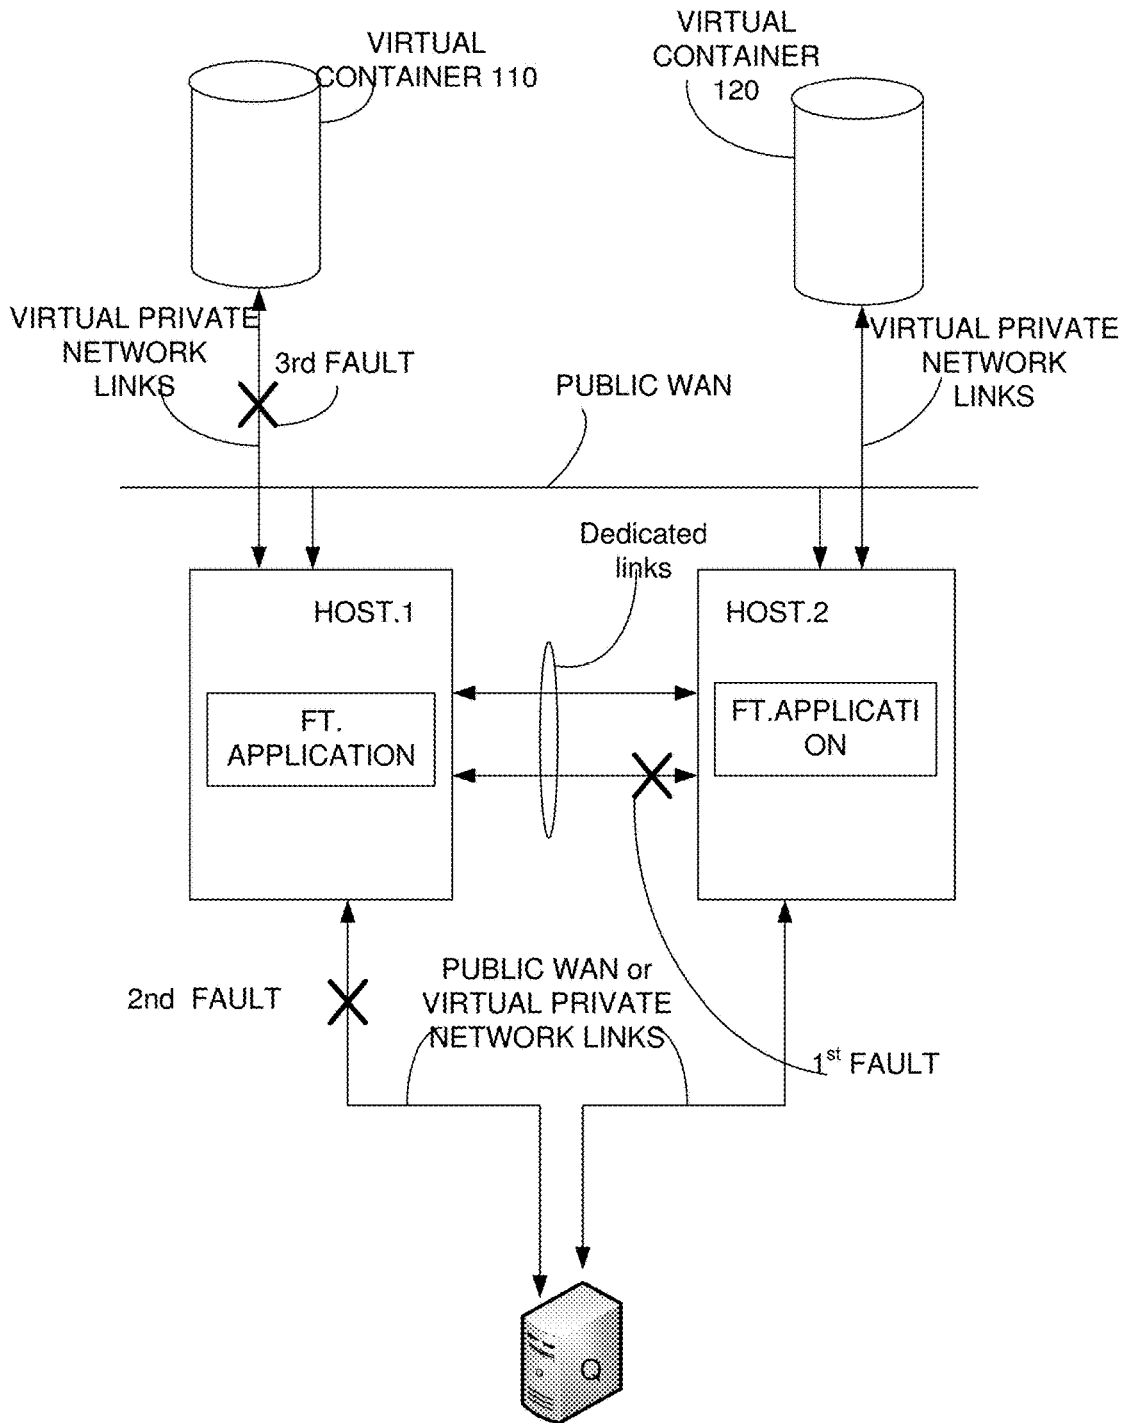 VIRTUAL
CONTAINER 110
VIRTUAL
CONTAINER
120
VIRTUAL PRIVATE
NETWORK
LINKS
3rd FAULT
PUBLIC WAN
VIRTUAL PRIVATE
NETWORK
LINKS
Dedicated
links
HOST.1
HOST.2
FT.
APPLICATION
FT.APPLICATI
ON
2nd FAULT
PUBLIC WAN or
VIRTUAL PRIVATE
NETWORK LINKS
1st FAULT
Q